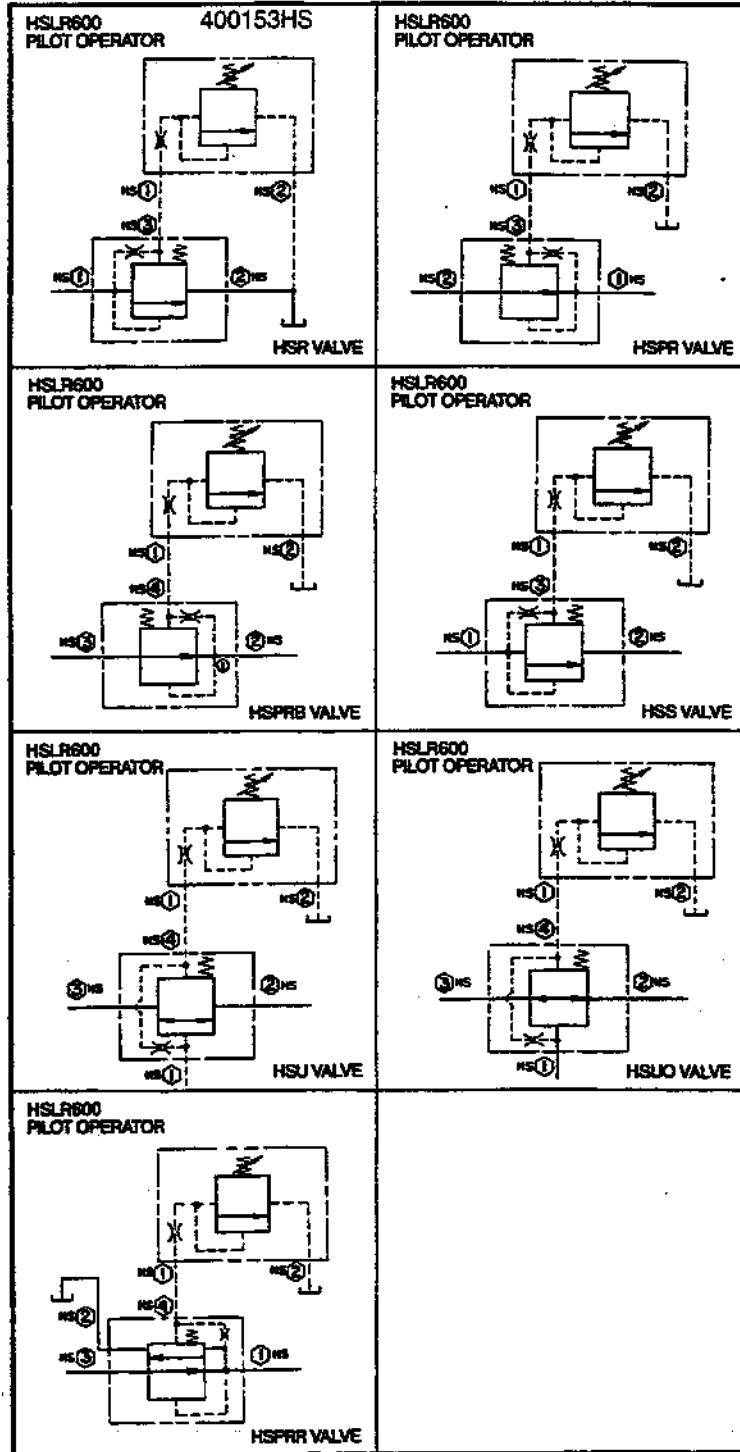 HSLR600 400153HS
PILOT OPERATOR
HS① HS②
HS③
HS① ②HS
HSR VALVE
HSLR600
PILOT OPERATOR
HS① HS②
HS③
HS② ①HS
HSPR VALVE
HSLR600
PILOT OPERATOR
HS① HS②
HS④
HS③ ②HS
①
HSPRB VALVE
HSLR600
PILOT OPERATOR
HS① HS②
HS③
HS① ②HS
HSS VALVE
HSLR600
PILOT OPERATOR
HS① HS②
HS④
③HS ②HS
HS①
HSU VALVE
HSLR600
PILOT OPERATOR
HS① HS②
HS④
③HS ②HS
HS①
HSUO VALVE
HSLR600
PILOT OPERATOR
HS① HS②
HS② HS④
HS③ ①HS
HSPRR VALVE